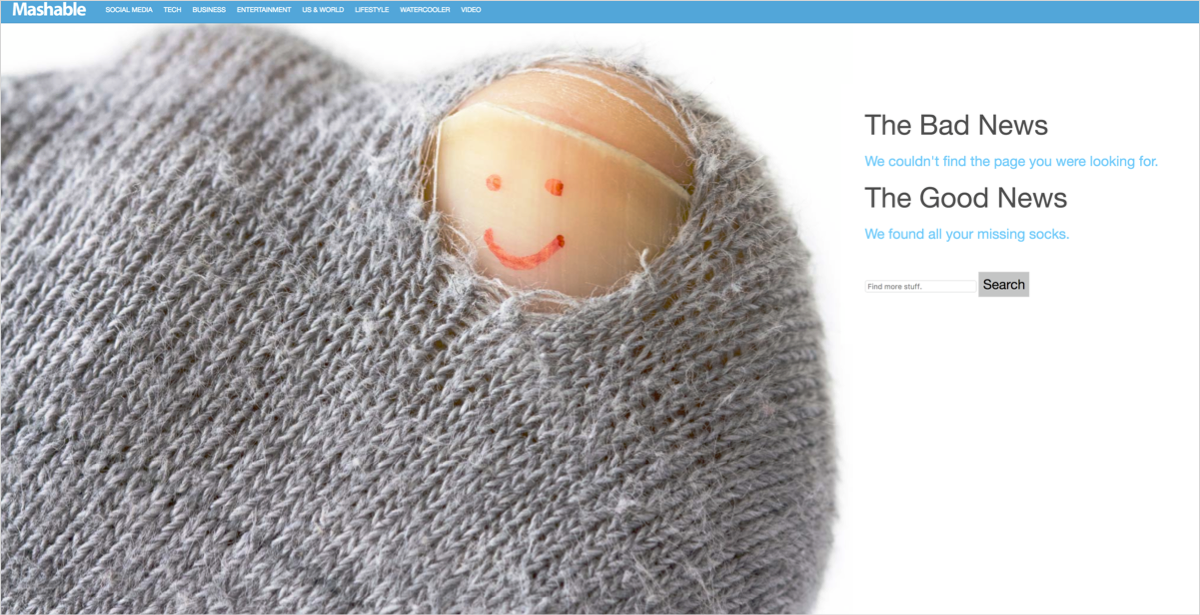 Mashable SOCIAL MEDIA TECH BUSINESS ENTERTAINMENT US & WORLD LIFESTYLE WATERCOOLER VIDEO
The Bad News
We couldn't find the page you were looking for.
The Good News
We found all your missing socks.
Find more stuff. Search